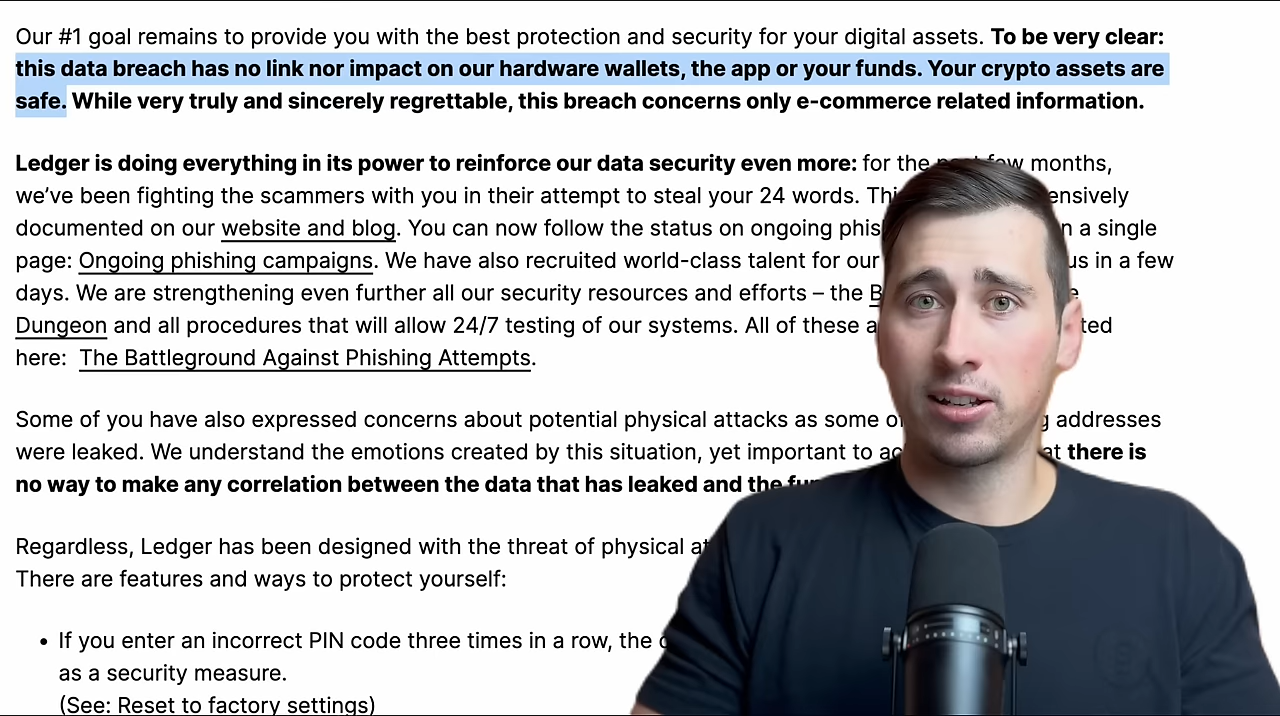 Our #1 goal remains to provide you with the best protection and security for your digital assets. To be very clear:
this data breach has no link nor impact on our hardware wallets, the app or your funds. Your crypto assets are
safe. While very truly and sincerely regrettable, this breach concerns only e-commerce related information.
Ledger is doing everything in its power to reinforce our data security even more: for the past few months,
we’ve been fighting the scammers with you in their attempt to steal your 24 words. This
documented on our website and blog. You can now follow the status on ongoing a single
page: Ongoing phishing campaigns. We have also recruited world-class talent for our us in a few
days. We are strengthening even further all our security resources and efforts – the
Dungeon and all procedures that will allow 24/7 testing of our systems. All of these
here: The Battleground Against Phishing Attempts.
Some of you have also expressed concerns about potential physical attacks as some addresses
were leaked. We understand the emotions created by this situation, yet important to there is
no way to make any correlation between the data that has leaked and the
Regardless, Ledger has been designed with the threat of physical
There are features and ways to protect yourself:
• If you enter an incorrect PIN code three times in a row, the
as a security measure.
(See: Reset to factory settings)